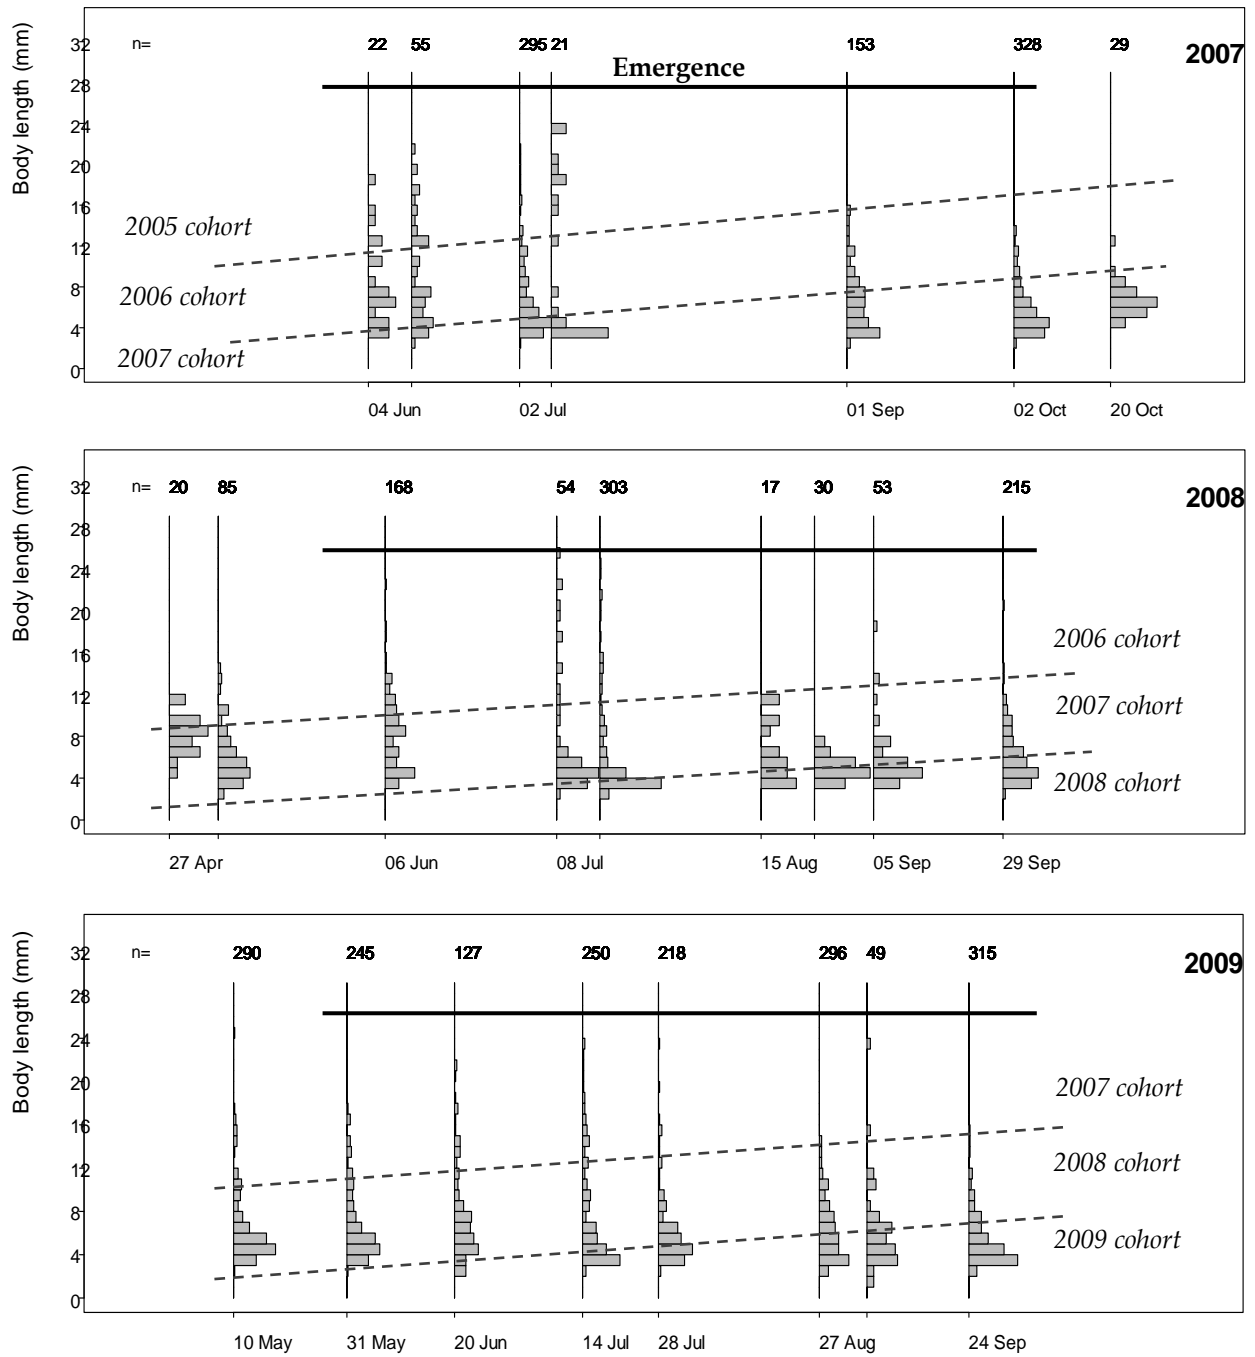 n= 22 55 295 21 153 328 29 2007
Emergence
Body length (mm)
32
28
24
20
16
12
8
4
0
2005 cohort
2006 cohort
2007 cohort
04 Jun 02 Jul 01 Sep 02 Oct 20 Oct
n= 20 85 168 54 303 17 30 53 215 2008
Body length (mm)
32
28
24
20
16
12
8
4
0
2006 cohort
2007 cohort
2008 cohort
27 Apr 06 Jun 08 Jul 15 Aug 05 Sep 29 Sep
n= 290 245 127 250 218 296 49 315 2009
Body length (mm)
32
28
24
20
16
12
8
4
0
2007 cohort
2008 cohort
2009 cohort
10 May 31 May 20 Jun 14 Jul 28 Jul 27 Aug 24 Sep